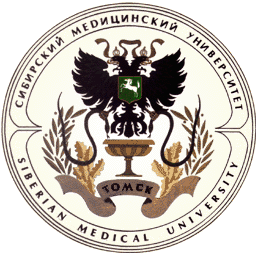 СИБИРСКИЙ МЕДИЦИНСКИЙ УНИВЕРСИТЕТ
ТОМСК
SIBERIAN MEDICAL UNIVERSITY